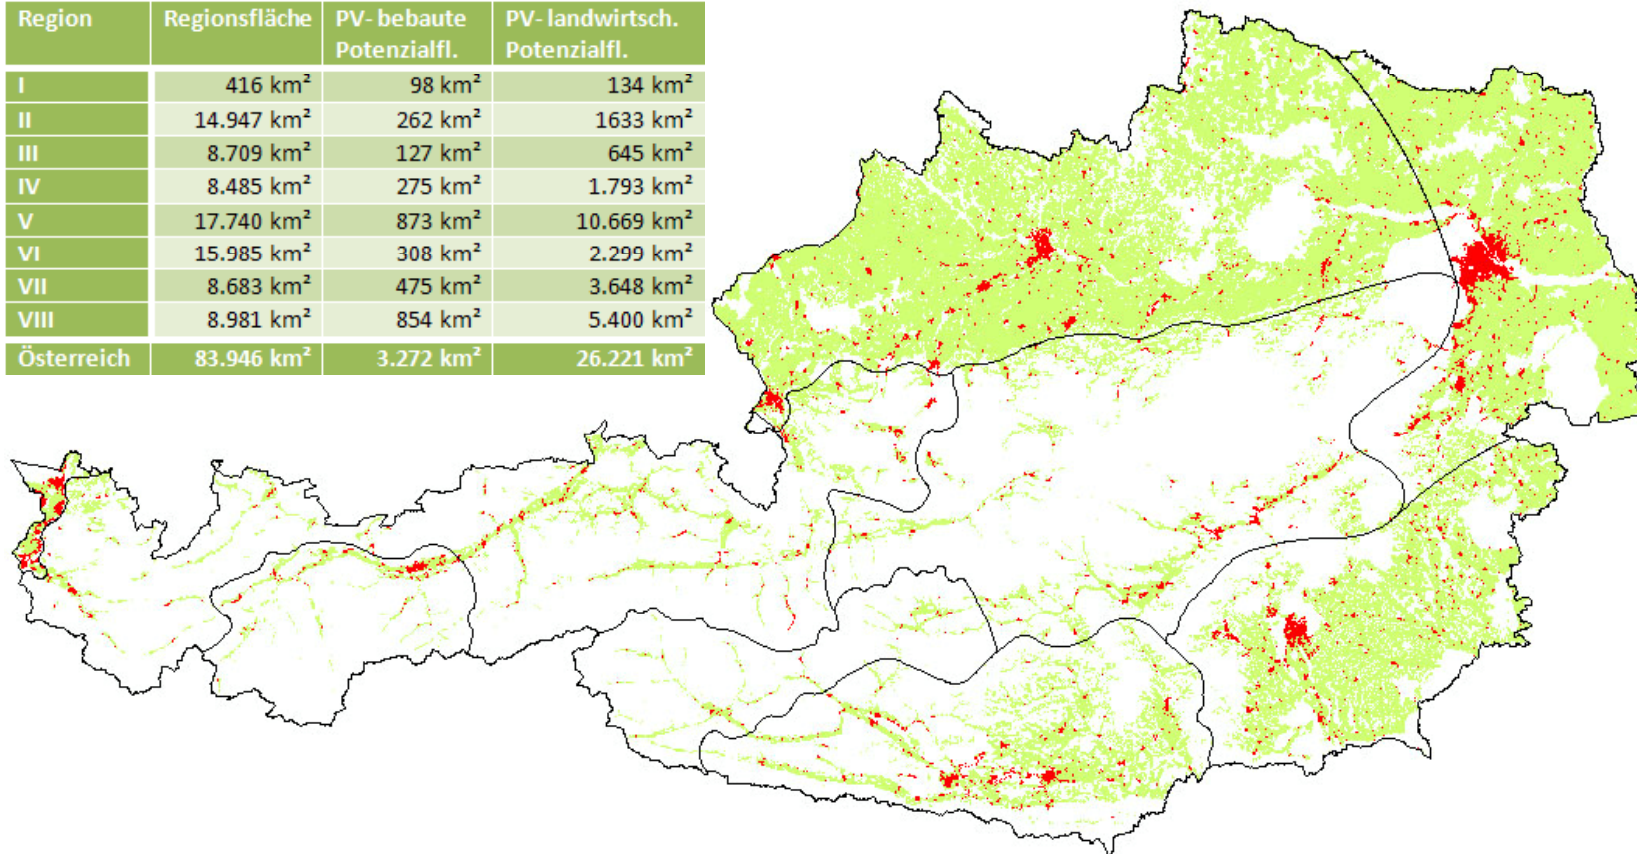 Region Regionsfläche PV- bebaute Potenzialfl. PV- landwirtsch. Potenzialfl.
I 416 km² 98 km² 134 km²
II 14.947 km² 262 km² 1633 km²
III 8.709 km² 127 km² 645 km²
IV 8.485 km² 275 km² 1.793 km²
V 17.740 km² 873 km² 10.669 km²
VI 15.985 km² 308 km² 2.299 km²
VII 8.683 km² 475 km² 3.648 km²
VIII 8.981 km² 854 km² 5.400 km²
Österreich 83.946 km² 3.272 km² 26.221 km²